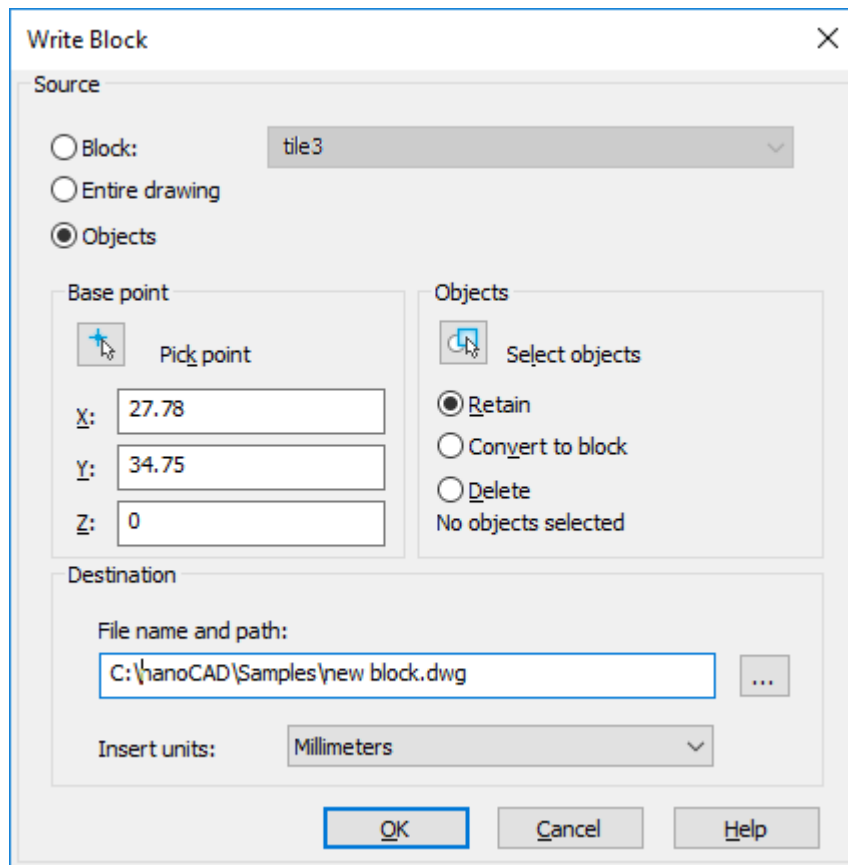 Write Block
Source
Block: tile3
Entire drawing
Objects
Base point
Pick point
X: 27.78
Y: 34.75
Z: 0
Objects
Select objects
Retain
Convert to block
Delete
No objects selected
Destination
File name and path:
C:\nanoCAD\Samples\new block.dwg ...
Insert units: Millimeters
OK Cancel Help